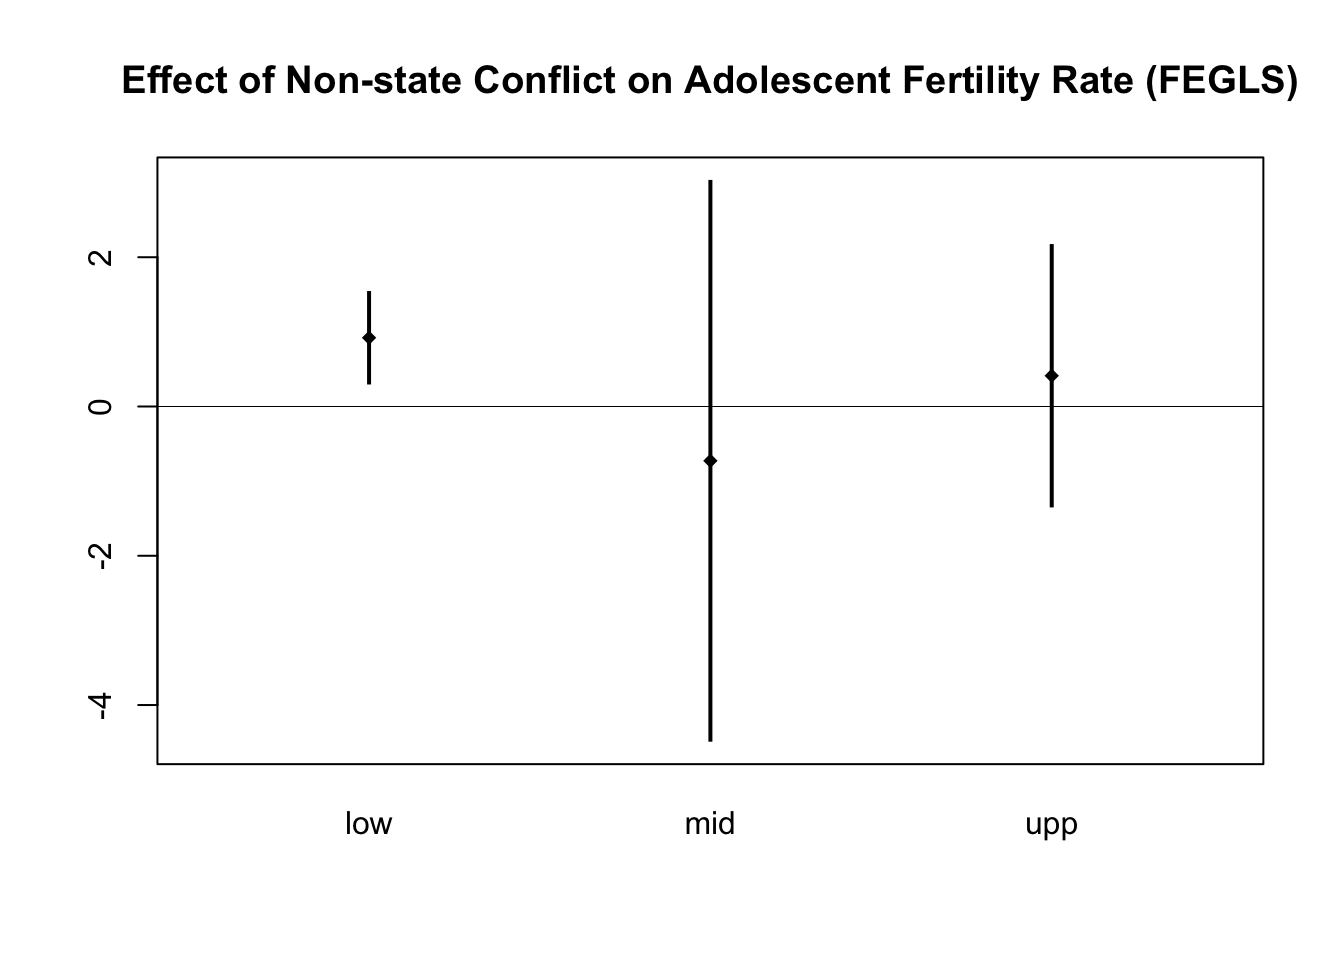 Effect of Non-state Conflict on Adolescent Fertility Rate (FEGLS)
2
0
-2
-4
low mid upp